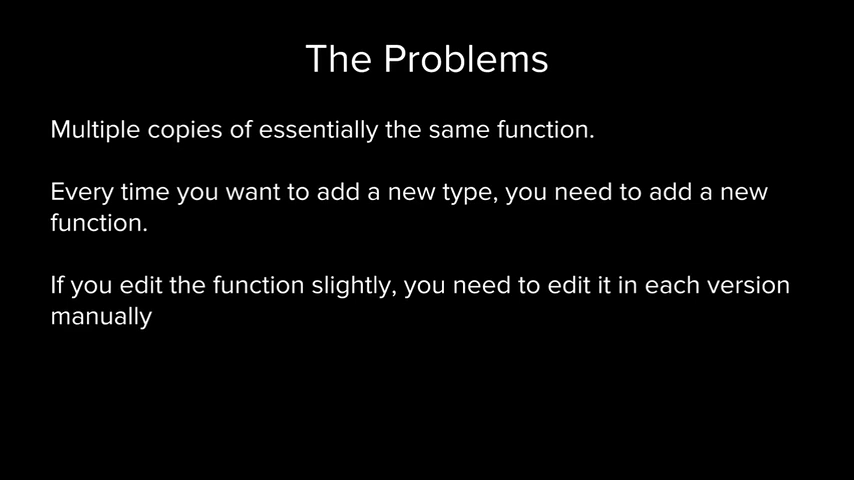 The Problems
Multiple copies of essentially the same function.
Every time you want to add a new type, you need to add a new
function.
If you edit the function slightly, you need to edit it in each version
manually